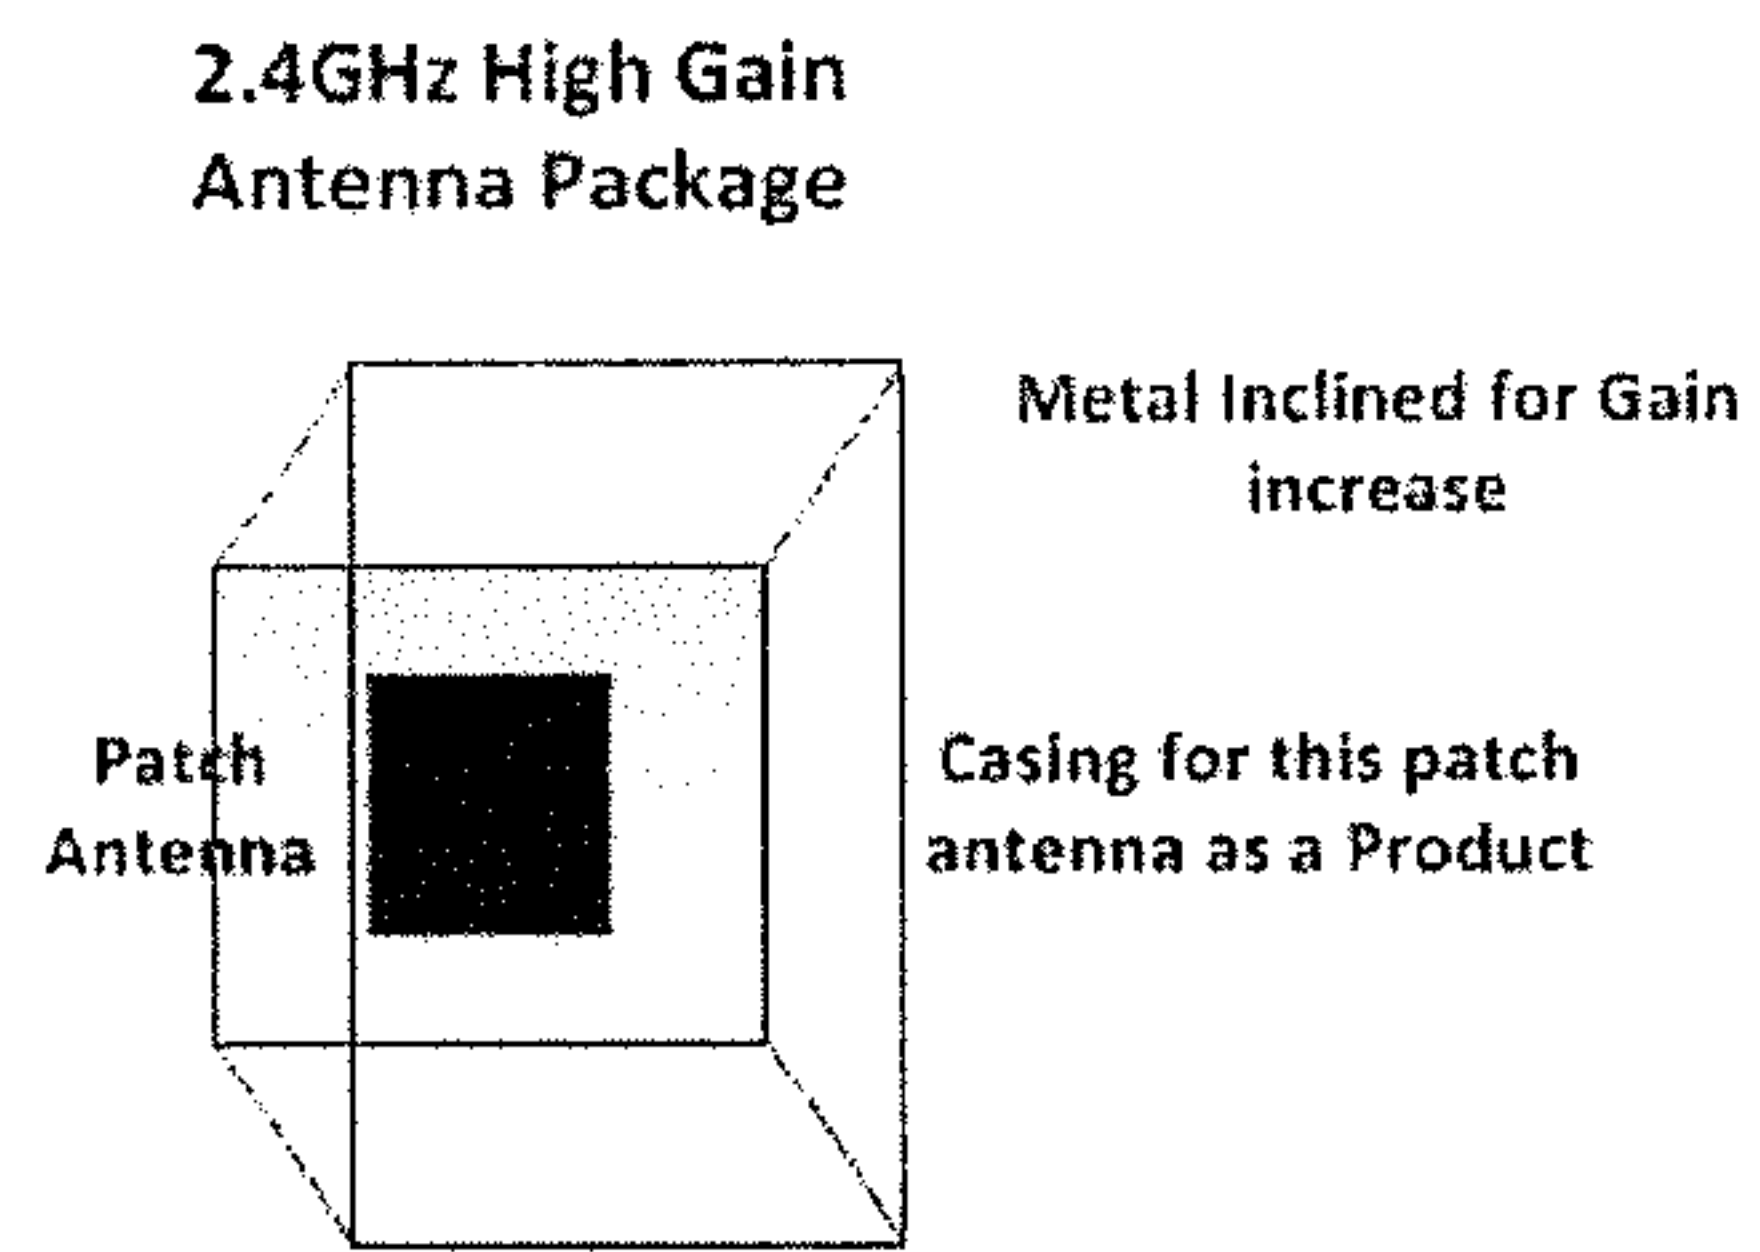 2.4GHz High Gain
Antenna Package
Metal Inclined for Gain
increase
Patch
Antenna
Casing for this patch
antenna as a Product